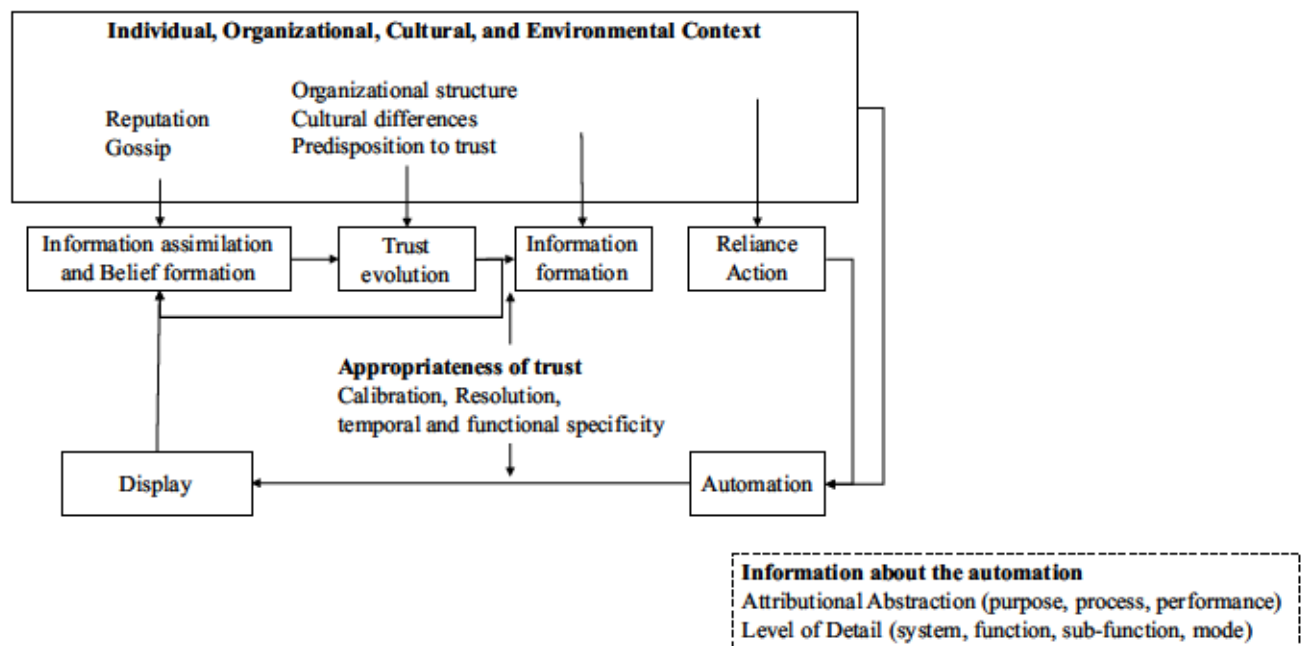 Individual, Organizational, Cultural, and Environmental Context
Organizational structure
Cultural differences
Predisposition to trust
Reputation
Gossip
Information assimilation
and Belief formation
Trust
evolution
Information
formation
Reliance
Action
Appropriateness of trust
Calibration, Resolution,
temporal and functional specificity
Display
Automation
Information about the automation
Attributional Abstraction (purpose, process, performance)
Level of Detail (system, function, sub-function, mode)